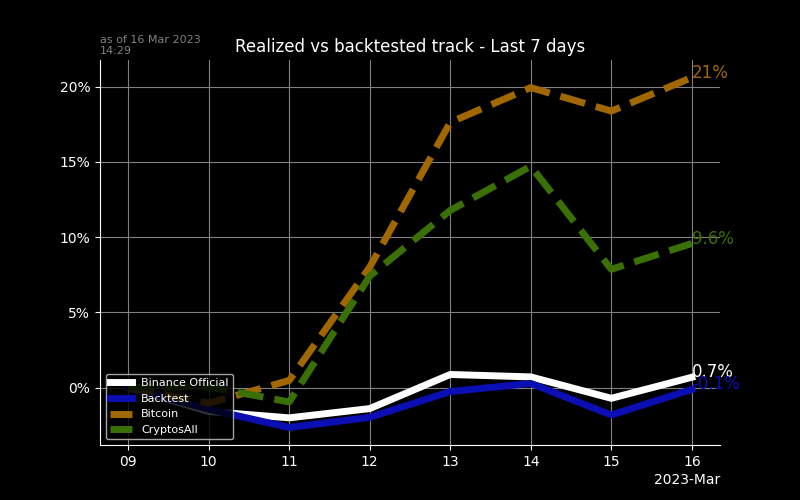 as of 16 Mar 2023
14:29
Realized vs backtested track - Last 7 days
21%
20%
15%
10%
9.6%
5%
0.7%
-0.1%
0%
Binance Official
Backtest
Bitcoin
CryptosAll
09 10 11 12 13 14 15 16
2023-Mar